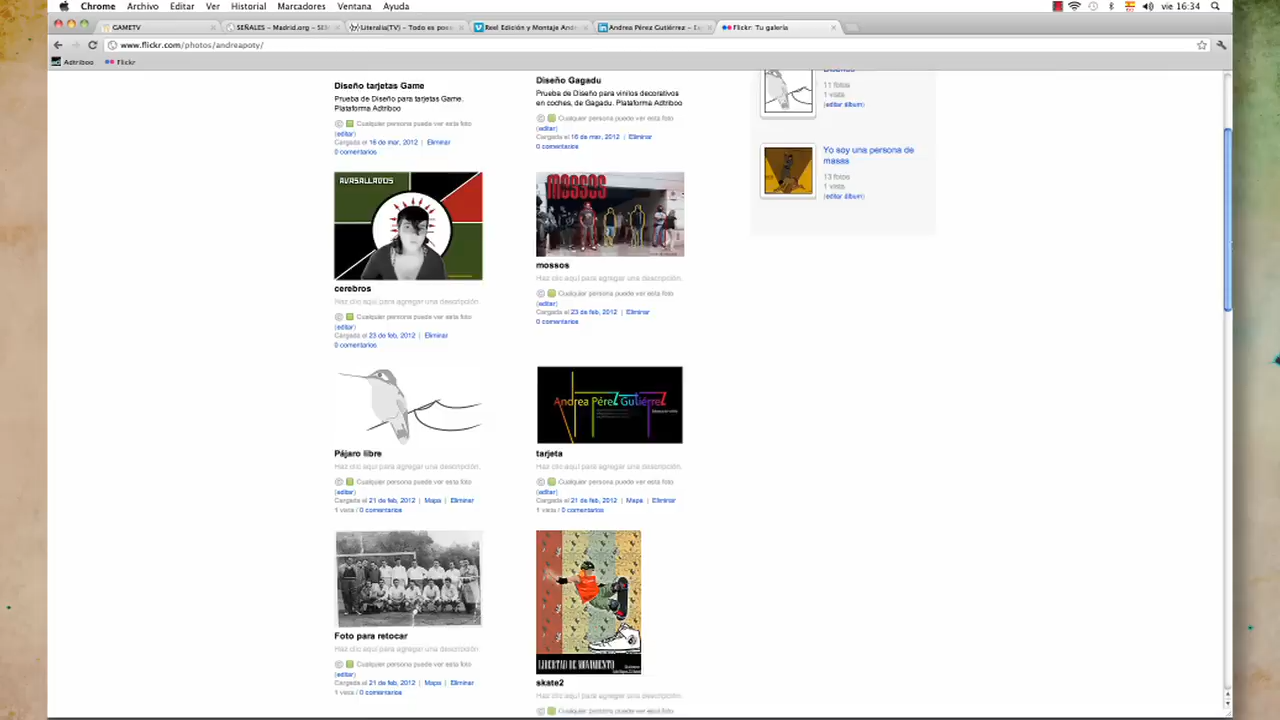 Chrome Archivo Editar Ver Historial Marcadores Ventana Ayuda
vie 16:34
GAMETV
SEÑALES – Madrid.org – SEÑ
Literalia(TV) – Todo es poes
Reel Edición y Montaje Andr
Andrea Pérez Gutiérrez –
Flickr: Tu galería
www.flickr.com/photos/andreapoty/
Adtriboo Flickr
Diseño tarjetas Game
Prueba de Diseño para tarjetas Game.
Plataforma Adtriboo
Cualquier persona puede ver esta foto
(editar)
Cargada el 16 de mar, 2012 | Eliminar
0 comentarios
Diseño Gagadu
Prueba de Diseño para vinilos decorativos
en coches, de Gagadu. Plataforma Adtriboo
Cualquier persona puede ver esta foto
(editar)
Cargada el 16 de mar, 2012 | Eliminar
0 comentarios
11 fotos
1 vista
(editar álbum)
Yo soy una persona de
masas
13 fotos
1 vista
(editar álbum)
AVASALLADOS
cerebros
Haz clic aquí para agregar una descripción
Cualquier persona puede ver esta foto
(editar)
Cargada el 23 de feb, 2012 | Eliminar
0 comentarios
MOSSOS
mossos
Haz clic aquí para agregar una descripción.
Cualquier persona puede ver esta foto
(editar)
Cargada el 23 de feb, 2012 | Eliminar
0 comentarios
Pájaro libre
Haz clic aquí para agregar una descripción.
Cualquier persona puede ver esta foto
(editar)
Cargada el 21 de feb, 2012 | Mapa | Eliminar
1 vista / 0 comentarios
Andrea Pérez Gutiérrez
tarjeta
Haz clic aquí para agregar una descripción.
Cualquier persona puede ver esta foto
(editar)
Cargada el 21 de feb, 2012 | Mapa | Eliminar
1 vista / 0 comentarios
Foto para retocar
Haz clic aquí para agregar una descripción.
Cualquier persona puede ver esta foto
(editar)
Cargada el 21 de feb, 2012 | Mapa | Eliminar
1 vista / 0 comentarios
LIBERTAD DE MOVIMIENTO
skate2
Haz clic aquí para agregar una descripción.
Cualquier persona puede ver esta foto